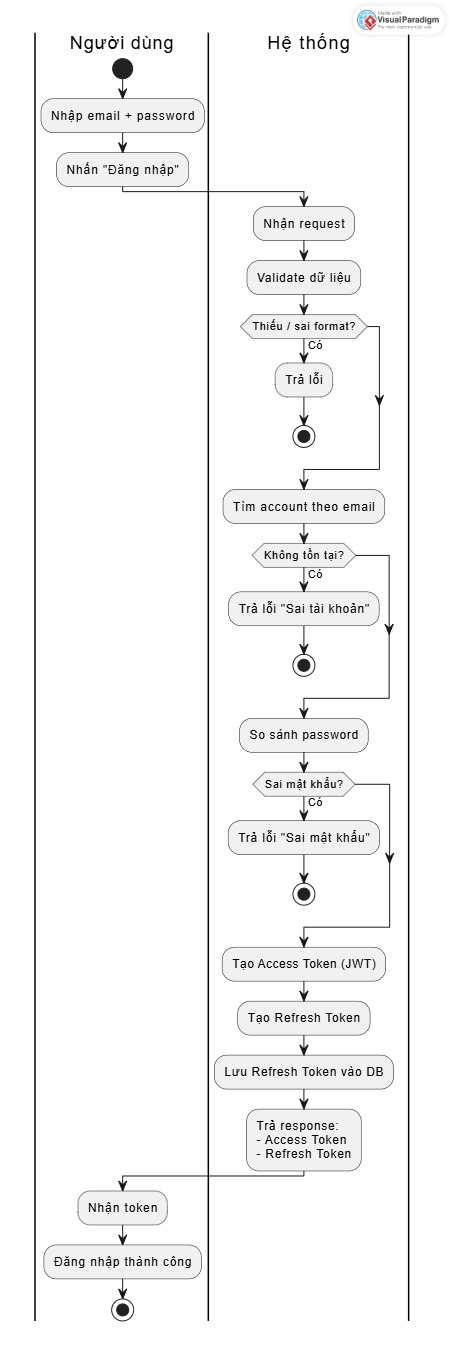 Made with
VisualParadigm
For non-commercial use
Người dùng
Hệ thống
Nhập email + password
Nhấn "Đăng nhập"
Nhận request
Validate dữ liệu
Thiếu / sai format?
Có
Trả lỗi
Tìm account theo email
Không tồn tại?
Có
Trả lỗi "Sai tài khoản"
So sánh password
Sai mật khẩu?
Có
Trả lỗi "Sai mật khẩu"
Tạo Access Token (JWT)
Tạo Refresh Token
Lưu Refresh Token vào DB
Trả response:
- Access Token
- Refresh Token
Nhận token
Đăng nhập thành công